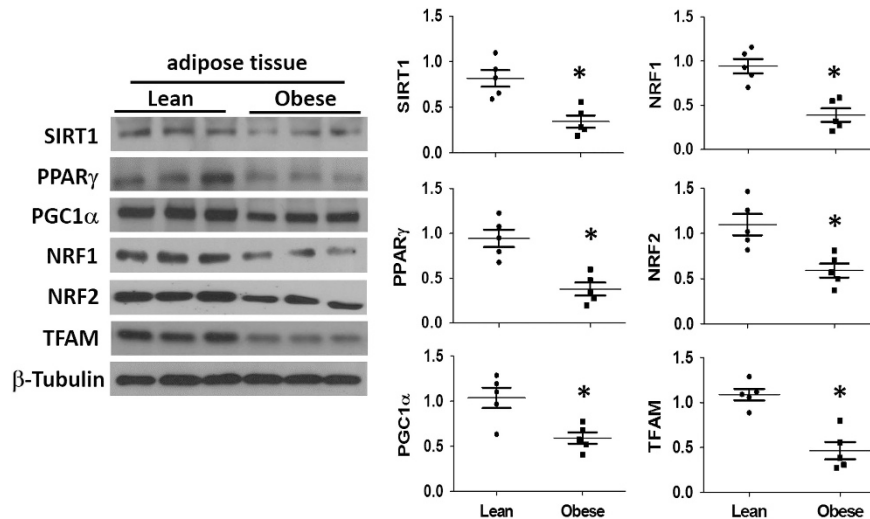 adipose tissue
Lean Obese
SIRT1
PPARγ
PGC1α
NRF1
NRF2
TFAM
β-Tubulin
SIRT1
1.5
1.0
0.5
0.0
*
NRF1
1.5
1.0
0.5
0.0
*
PPARγ
1.5
1.0
0.5
0.0
*
NRF2
1.5
1.0
0.5
0.0
*
PGC1α
1.5
1.0
0.5
0.0
*
Lean Obese
TFAM
1.5
1.0
0.5
0.0
*
Lean Obese